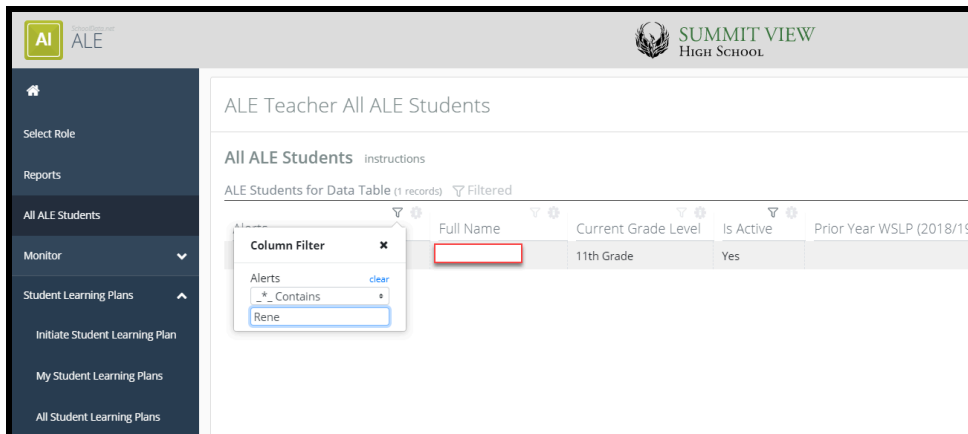 AI
SchoolData.net
ALE
SUMMIT VIEW
HIGH SCHOOL
Select Role
Reports
All ALE Students
Monitor
Student Learning Plans
Initiate Student Learning Plan
My Student Learning Plans
All Student Learning Plans
ALE Teacher All ALE Students
All ALE Students instructions
ALE Students for Data Table (1 records) Filtered
Alerts Full Name Current Grade Level Is Active Prior Year WSLP (2018/19
11th Grade Yes
Column Filter ×
Alerts clear
_*_ Contains
Rene